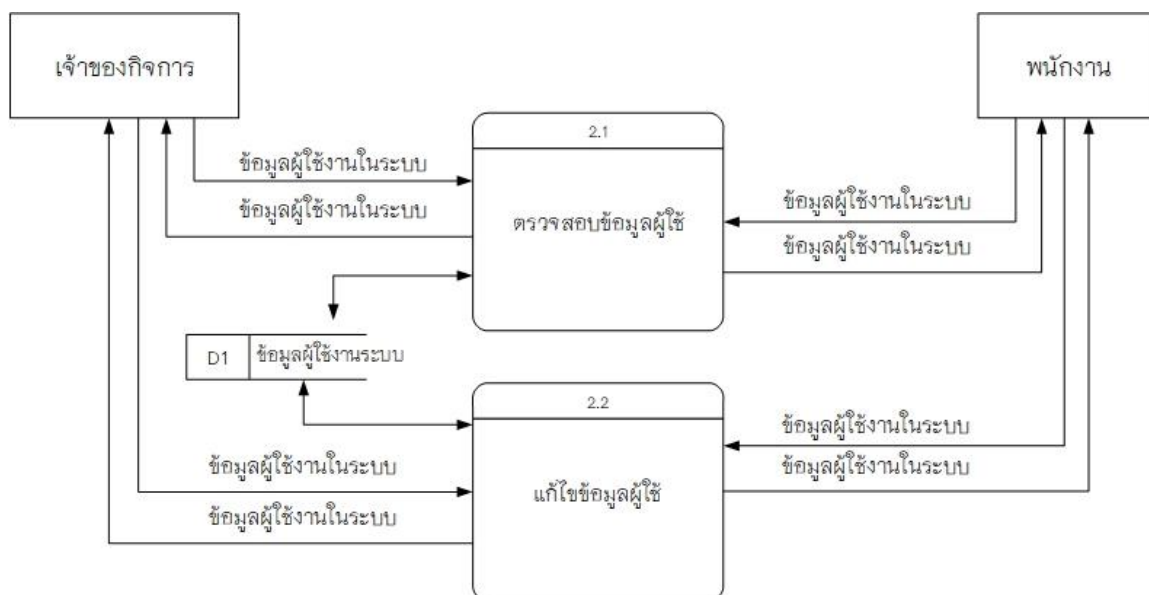 เจ้าของกิจการ
พนักงาน
2.1
ตรวจสอบข้อมูลผู้ใช้
ข้อมูลผู้ใช้งานในระบบ
ข้อมูลผู้ใช้งานในระบบ
ข้อมูลผู้ใช้งานในระบบ
ข้อมูลผู้ใช้งานในระบบ
D1
ข้อมูลผู้ใช้งานระบบ
2.2
แก้ไขข้อมูลผู้ใช้
ข้อมูลผู้ใช้งานในระบบ
ข้อมูลผู้ใช้งานในระบบ
ข้อมูลผู้ใช้งานในระบบ
ข้อมูลผู้ใช้งานในระบบ